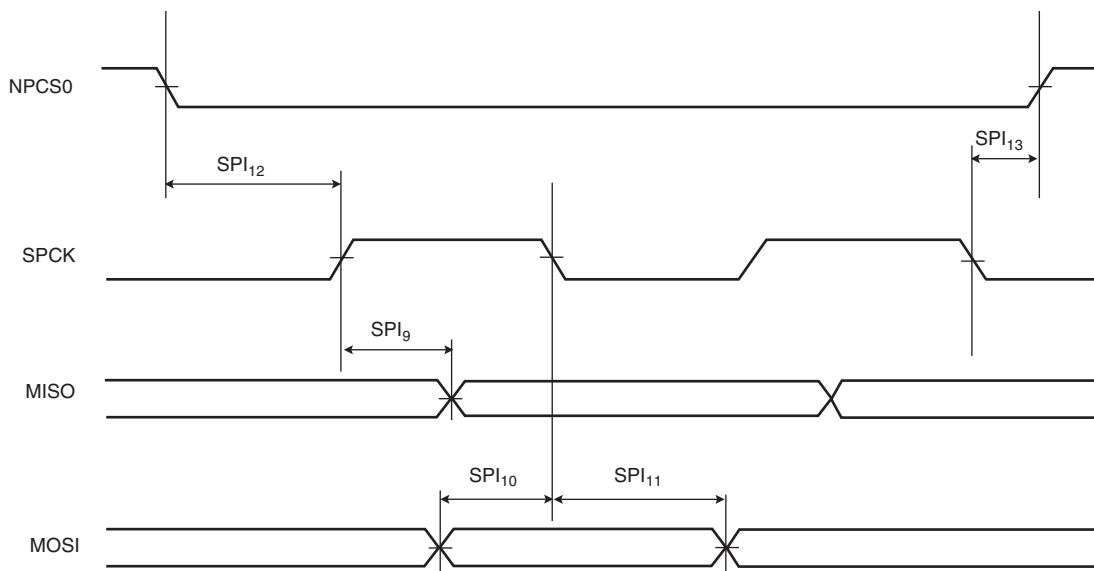 NPCS0
SPI₁₃
SPI₁₂
SPCK
SPI₉
MISO
SPI₁₀
SPI₁₁
MOSI